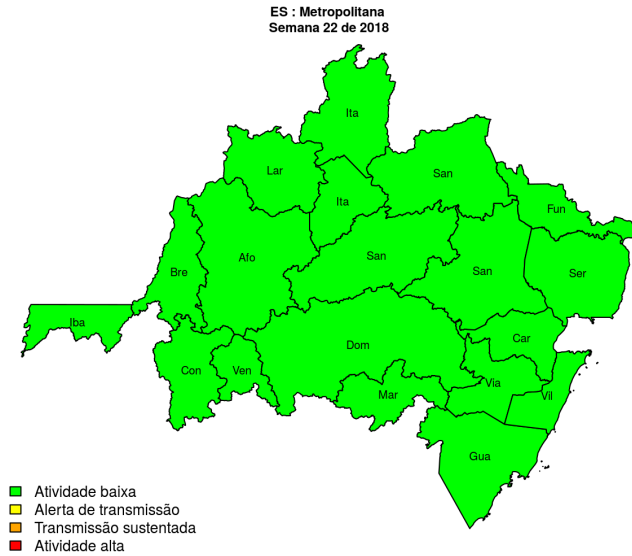 ES : Metropolitana
Semana 22 de 2018
Ita
Lar
San
Ita
Fun
Afo
San
Bre
San
Ser
Iba
Car
Dom
Con
Ven
Via
Mar
Vil
Gua
Atividade baixa
Alerta de transmissão
Transmissão sustentada
Atividade alta